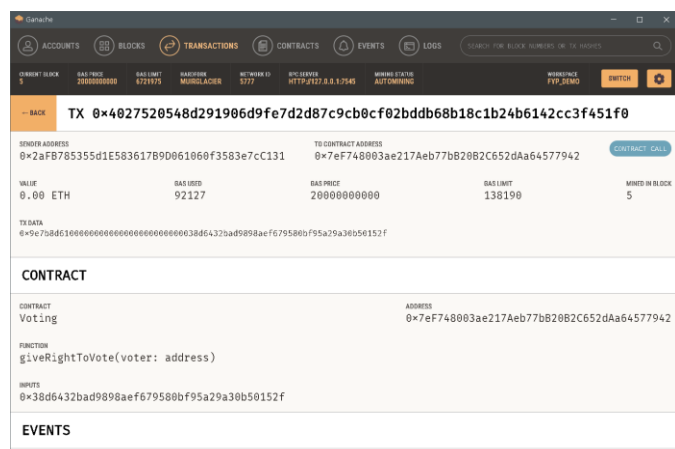 Ganache
ACCOUNTS BLOCKS TRANSACTIONS CONTRACTS EVENTS LOGS SEARCH FOR BLOCK NUMBERS OR TX HASHES
CURRENT BLOCK GAS PRICE GAS LIMIT HARDFORK NETWORK ID RPC SERVER MINING STATUS WORKSPACE
5 20000000000 6721975 MUIRGLACIER 5777 HTTP://127.0.0.1:7545 AUTOMINING FYP_DEMO SWITCH
← BACK TX 0×4027520548d291906d9fe7d2d87c9cb0cf02bddb68b18c1b24b6142cc3f451f0
SENDER ADDRESS TO CONTRACT ADDRESS
0×2aFB785355d1E583617B9D061060f3583e7cC131 0×7eF748003ae217Aeb77bB20B2C652dAa64577942 CONTRACT CALL
VALUE GAS USED GAS PRICE GAS LIMIT MINED IN BLOCK
0.00 ETH 92127 20000000000 138190 5
TX DATA
0×9e7b8d6100000000000000000000000038d6432bad9898aef679580bf95a29a30b50152f
CONTRACT
CONTRACT ADDRESS
Voting 0×7eF748003ae217Aeb77bB20B2C652dAa64577942
FUNCTION
giveRightToVote(voter: address)
INPUTS
0×38d6432bad9898aef679580bf95a29a30b50152f
EVENTS